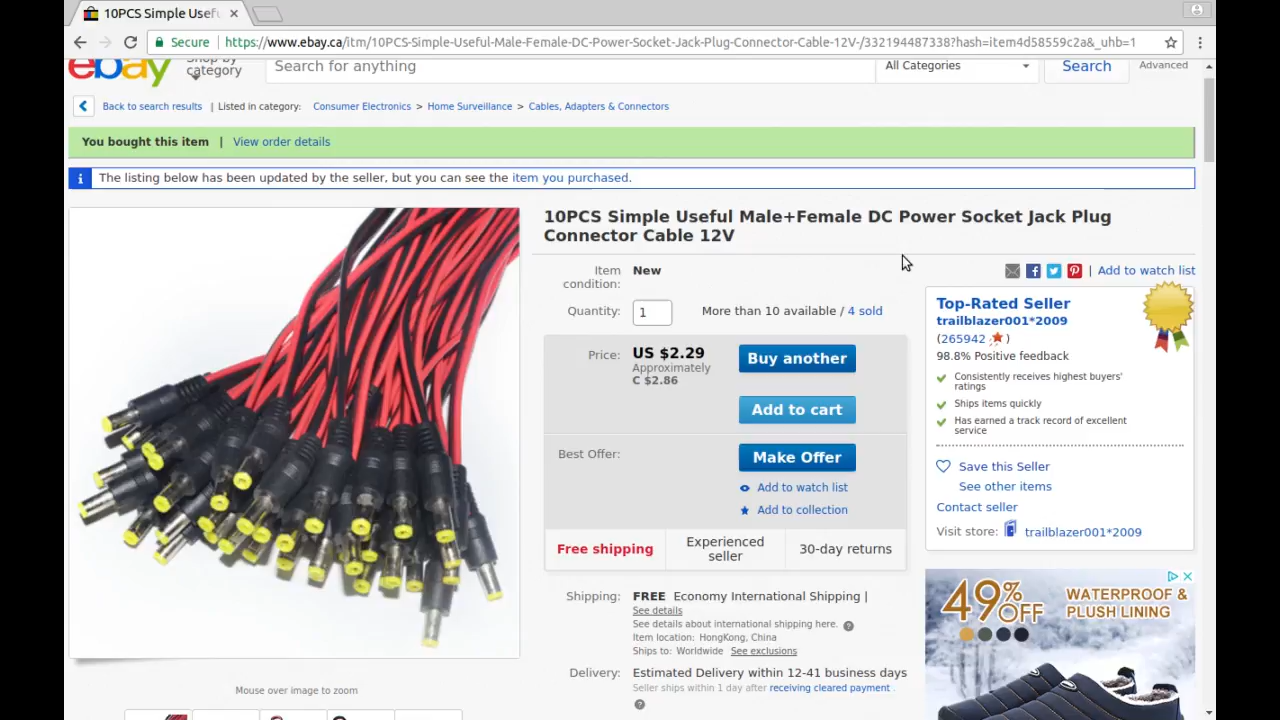 10PCS Simple Usef
Secure
https://www.ebay.ca/itm/10PCS-Simple-Useful-Male-Female-DC-Power-Socket-Jack-Plug-Connector-Cable-12V-/332194487338?hash=item4d58559c2a&_uhb=1
ebay
Shop by
category
Search for anything
All Categories
Search
Advanced
Back to search results | Listed in category: Consumer Electronics > Home Surveillance > Cables, Adapters & Connectors
You bought this item | View order details
i The listing below has been updated by the seller, but you can see the item you purchased.
10PCS Simple Useful Male+Female DC Power Socket Jack Plug
Connector Cable 12V
Item
condition:
New
| Add to watch list
Quantity:
1
More than 10 available / 4 sold
Price:
US $2.29
Approximately
C $2.86
Buy another
Add to cart
Best Offer:
Make Offer
Add to watch list
Add to collection
Free shipping
Experienced
seller
30-day returns
Shipping:
FREE Economy International Shipping |
See details
See details about international shipping here.
Item location: HongKong, China
Ships to: Worldwide See exclusions
Delivery:
Estimated Delivery within 12-41 business days
Seller ships within 1 day after receiving cleared payment .
Top-Rated Seller
trailblazer001*2009
(265942 )
98.8% Positive feedback
Consistently receives highest buyers'
ratings
Ships items quickly
Has earned a track record of excellent
service
Save this Seller
See other items
Contact seller
Visit store: trailblazer001*2009
49% OFF
WATERPROOF &
PLUSH LINING
Mouse over image to zoom